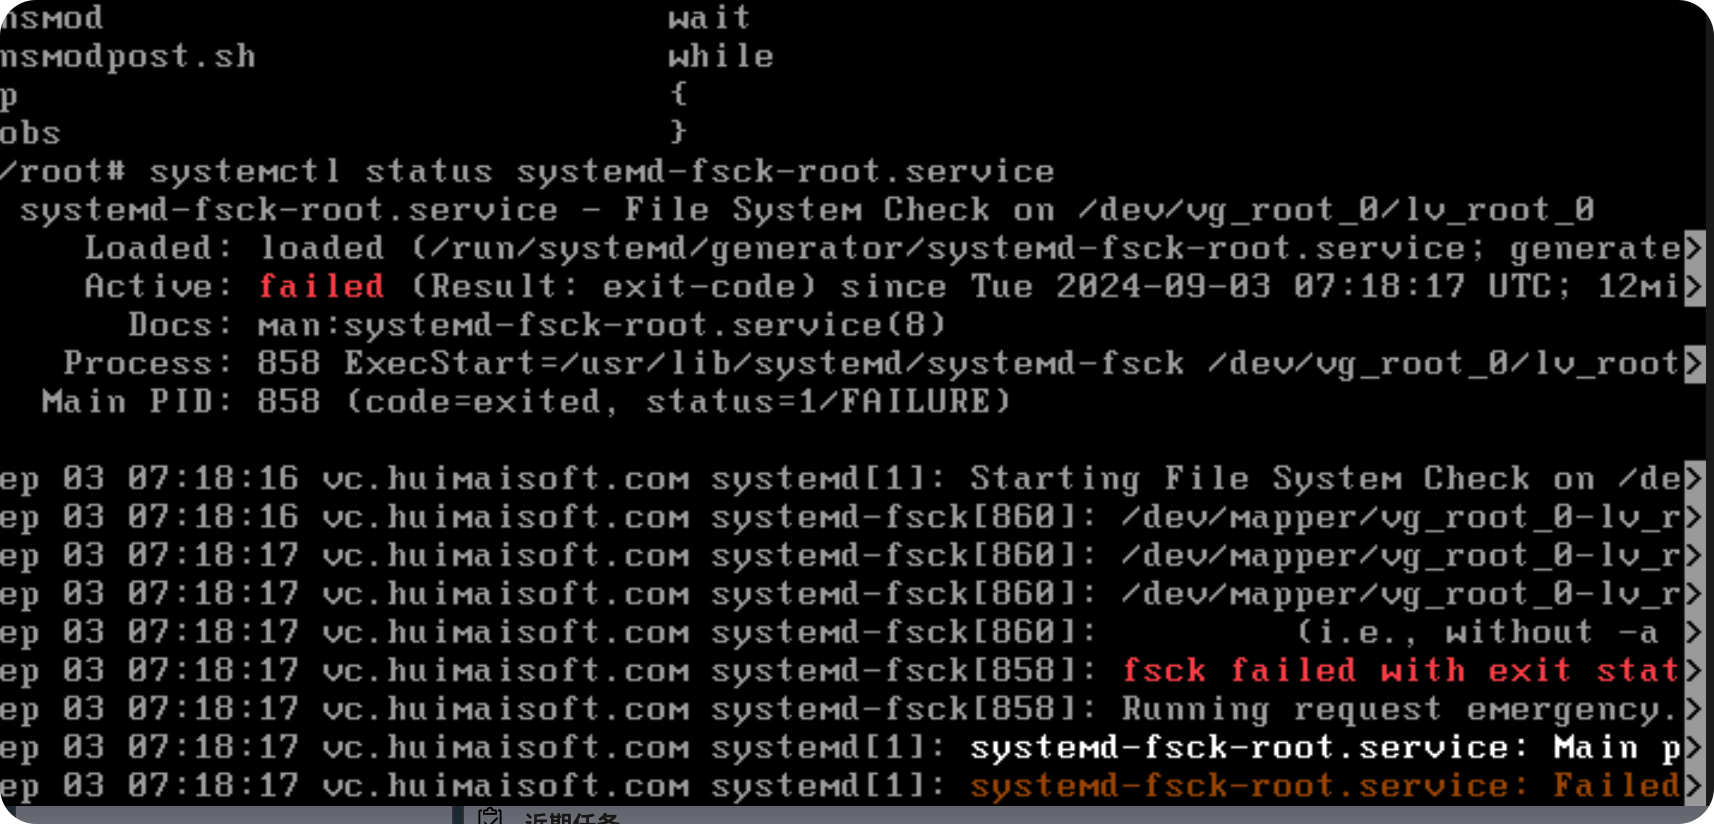 nsmod wait
nsmodpost.sh while
p {
obs }
/root# systemctl status systemd-fsck-root.service
systemd-fsck-root.service - File System Check on /dev/vg_root_0/lv_root_0
Loaded: loaded (/run/systemd/generator/systemd-fsck-root.service; generate>
Active: failed (Result: exit-code) since Tue 2024-09-03 07:18:17 UTC; 12mi>
Docs: man:systemd-fsck-root.service(8)
Process: 858 ExecStart=/usr/lib/systemd/systemd-fsck /dev/vg_root_0/lv_root>
Main PID: 858 (code=exited, status=1/FAILURE)
ep 03 07:18:16 vc.huimaisoft.com systemd[1]: Starting File System Check on /de>
ep 03 07:18:16 vc.huimaisoft.com systemd-fsck[860]: /dev/mapper/vg_root_0-lv_r>
ep 03 07:18:17 vc.huimaisoft.com systemd-fsck[860]: /dev/mapper/vg_root_0-lv_r>
ep 03 07:18:17 vc.huimaisoft.com systemd-fsck[860]: /dev/mapper/vg_root_0-lv_r>
ep 03 07:18:17 vc.huimaisoft.com systemd-fsck[860]: (i.e., without -a >
ep 03 07:18:17 vc.huimaisoft.com systemd-fsck[858]: fsck failed with exit stat>
ep 03 07:18:17 vc.huimaisoft.com systemd-fsck[858]: Running request emergency.>
ep 03 07:18:17 vc.huimaisoft.com systemd[1]: systemd-fsck-root.service: Main p>
ep 03 07:18:17 vc.huimaisoft.com systemd[1]: systemd-fsck-root.service: Failed>
近期任务